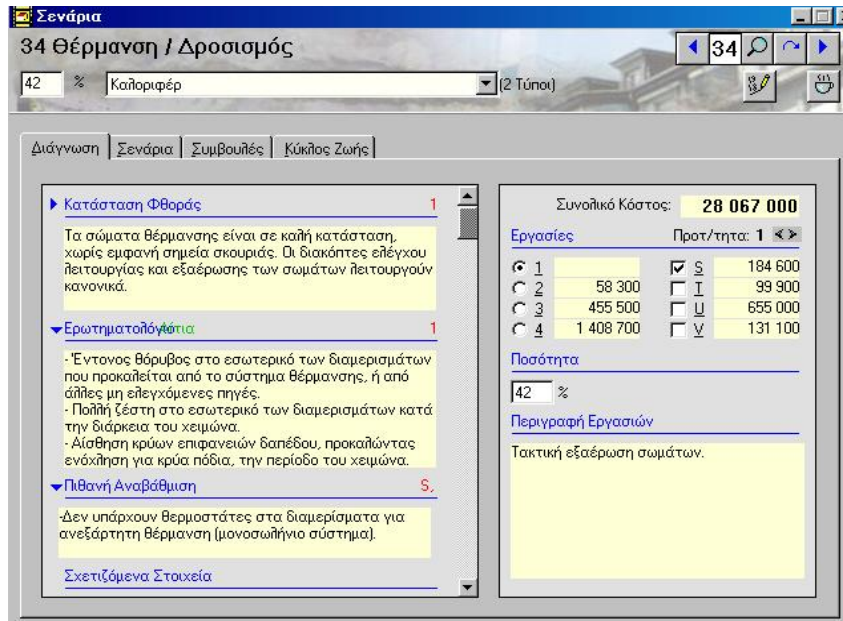 Σενάρια
34 Θέρμανση / Δροσισμός
34
42 % Καλοριφέρ (2 Τύποι)
Διάγνωση Σενάρια Συμβουλές Κύκλος Ζωής
Κατάσταση Φθοράς 1
Τα σώματα θέρμανσης είναι σε καλή κατάσταση,
χωρίς εμφανή σημεία σκουριάς. Οι διακόπτες ελέγχου
λειτουργίας και εξαέρωσης των σωμάτων λειτουργούν
κανονικά.
Ερωτηματολόγιο 1
-Έντονος θόρυβος στο εσωτερικό των διαμερισμάτων
που προκαλείται από το σύστημα θέρμανσης, ή από
άλλες μη ελεγχόμενες πηγές.
- Πολλή ζέστη στο εσωτερικό των διαμερισμάτων κατά
την διάρκεια του χειμώνα.
- Αίσθηση κρύων επιφανειών δαπέδου, προκαλώντας
ενόχληση για κρύα πόδια, την περίοδο του χειμώνα.
Πιθανή Αναβάθμιση S,
-Δεν υπάρχουν θερμοστάτες στα διαμερίσματα για
ανεξάρτητη θέρμανση (μονοσωλήνιο σύστημα).
Σχετιζόμενα Στοιχεία
Συνολικό Κόστος: 28 067 000
Εργασίες Προτ/τητα: 1 <>
1 S 184 600
2 58 300 T 99 900
3 455 500 U 655 000
4 1 408 700 V 131 100
Ποσότητα
42 %
Περιγραφή Εργασιών
Τακτική εξαέρωση σωμάτων.